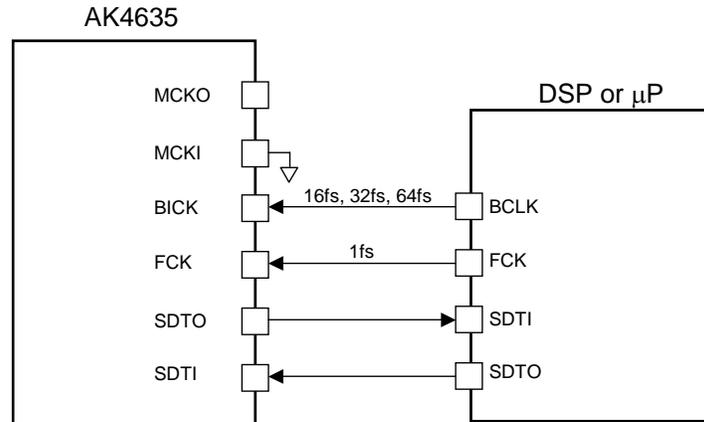 AK4635
DSP or μP
MCKO
MCKI
BICK
16fs, 32fs, 64fs
BCLK
FCK
1fs
FCK
SDTO
SDTI
SDTI
SDTO